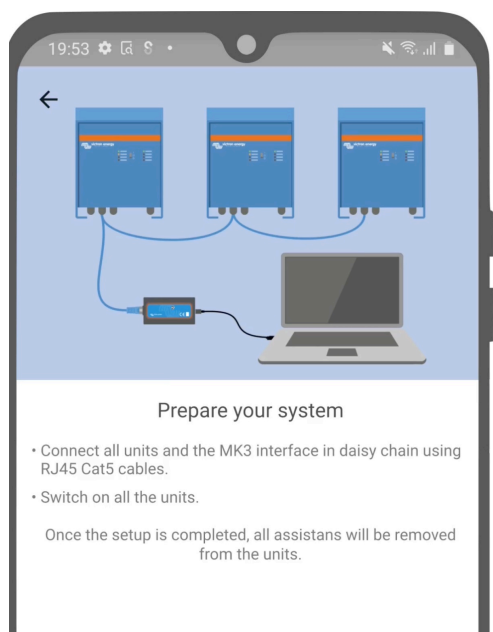 19:53
Prepare your system
• Connect all units and the MK3 interface in daisy chain using
RJ45 Cat5 cables.
• Switch on all the units.
Once the setup is completed, all assistans will be removed
from the units.